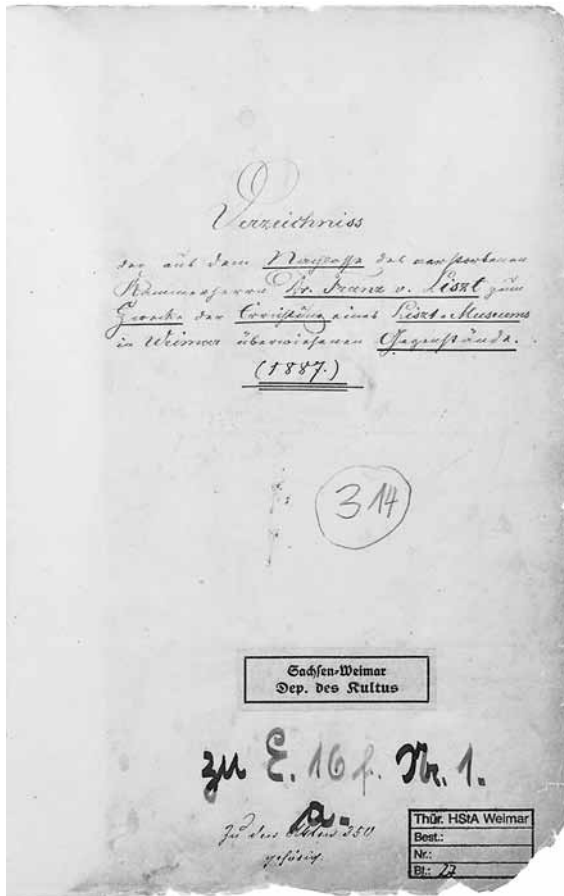 Verzeichniss
der aus dem Nachlasse des verstorbenen
Kammerherrn Dr. Franz v. Liszt zum
Zwecke der Errichtung eines Liszt-Museums
in Weimar überwiesenen Gegenstände.
(1887.)
314
Sachsen-Weimar
Dep. des Kultus
zu E. 16 f. Nr. 1.
a.
Zu den Akten 350
gehörig.
Thür. HStA Weimar
Best.:
Nr.:
Bl.: 27